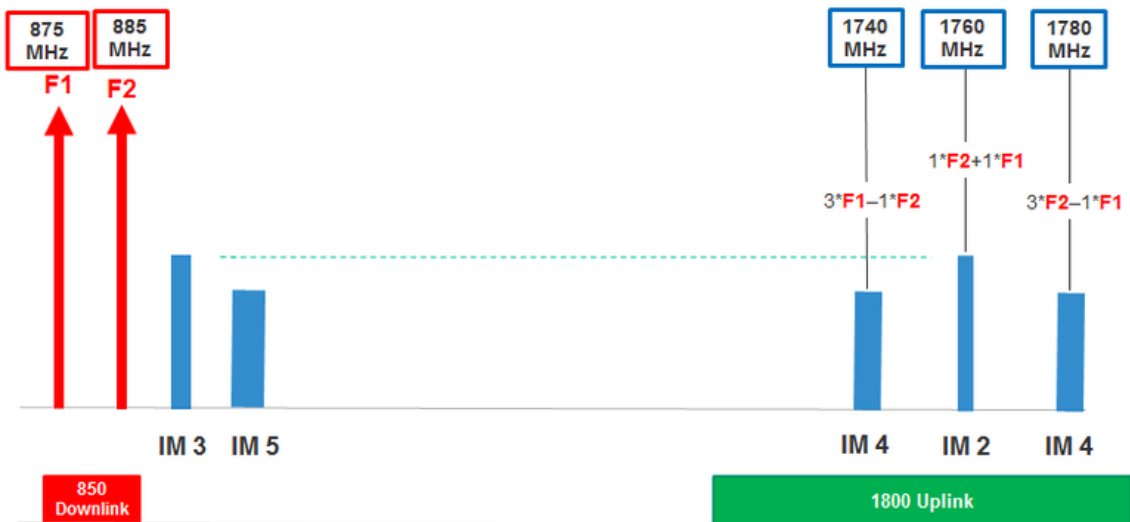 875
MHz
885
MHz
1740
MHz
1760
MHz
1780
MHz
F1
F2
1*F2+1*F1
3*F1–1*F2
3*F2–1*F1
IM 3
IM 5
IM 4
IM 2
IM 4
850
Downlink
1800 Uplink